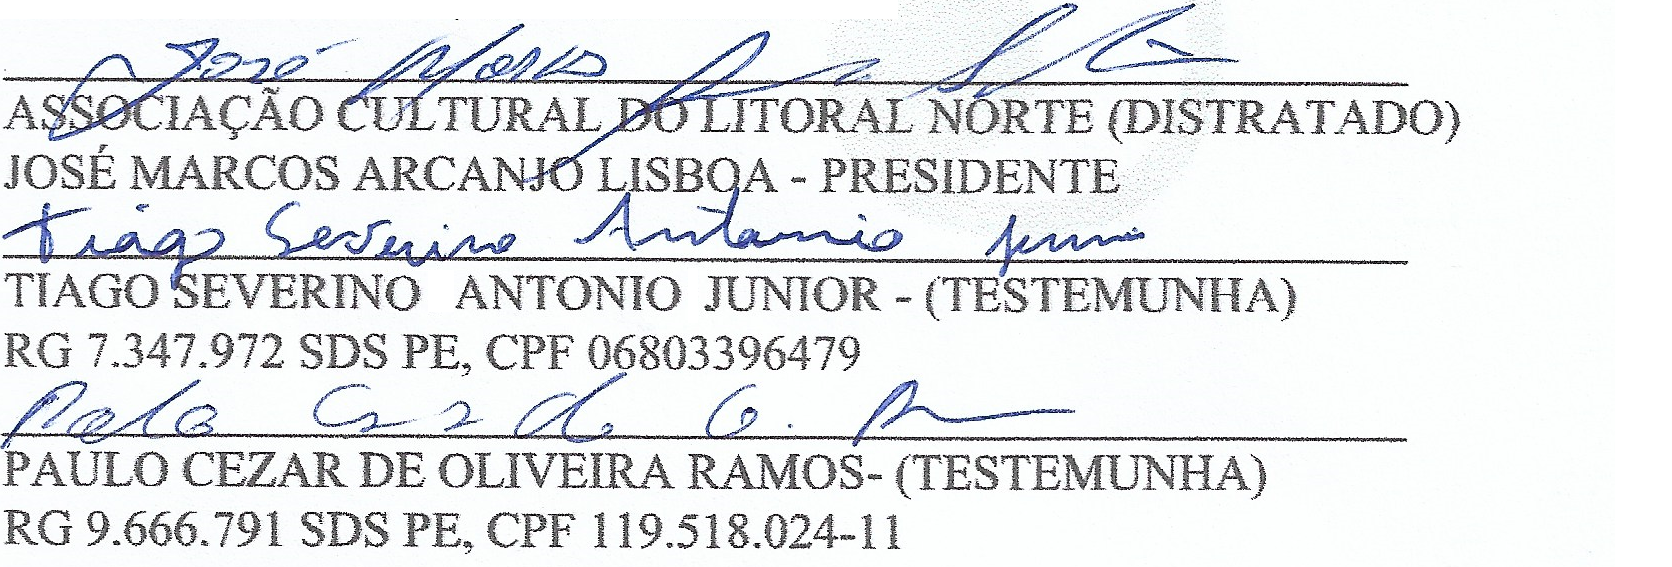 José Marcos
ASSOCIAÇÃO CULTURAL DO LITORAL NORTE (DISTRATADO)
JOSÉ MARCOS ARCANJO LISBOA - PRESIDENTE
Tiago Severino Antonio Junior
TIAGO SEVERINO ANTONIO JUNIOR - (TESTEMUNHA)
RG 7.347.972 SDS PE, CPF 06803396479
Paulo Cezar de O.
PAULO CEZAR DE OLIVEIRA RAMOS- (TESTEMUNHA)
RG 9.666.791 SDS PE, CPF 119.518.024-11